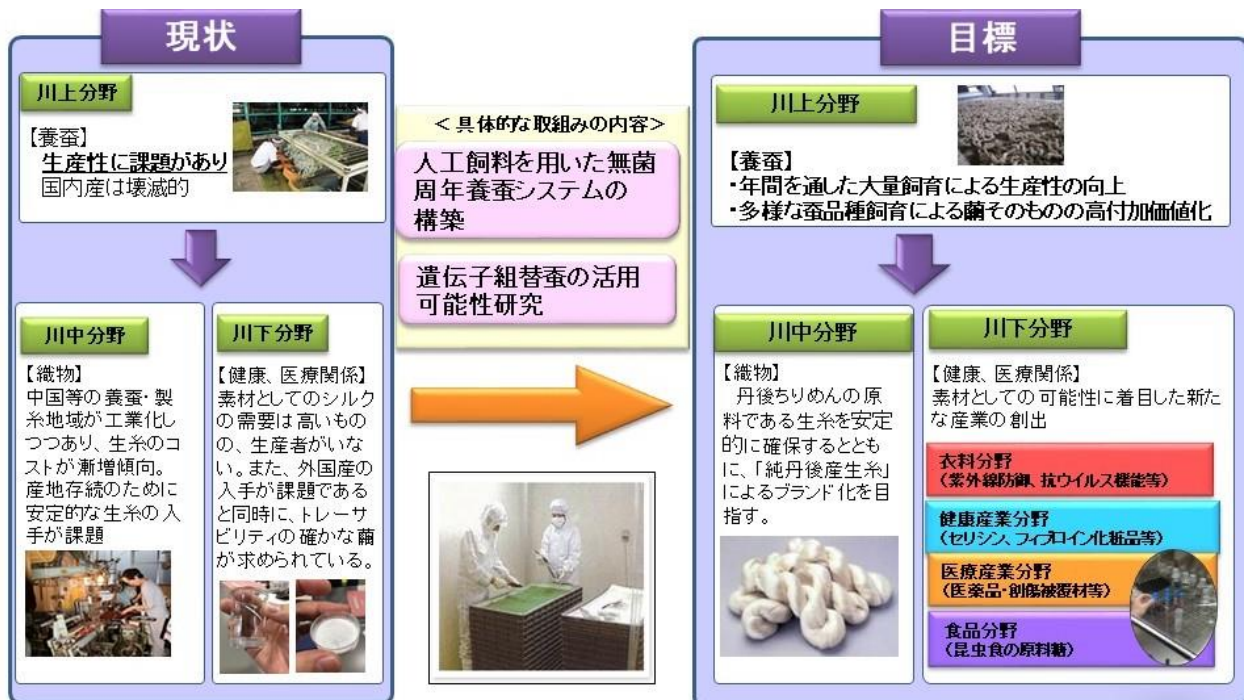 現状
川上分野
【養蚕】
生産性に課題があり
国内産は壊滅的
川中分野
【織物】
中国等の養蚕・製
糸地域が工業化し
つつあり、生糸のコ
ストが漸増傾向。
産地存続のために
安定的な生糸の入
手が課題
川下分野
【健康、医療関係】
素材としてのシルク
の需要は高いもの
の、生産者がいな
い。また、外国産の
入手が課題である
と同時に、トレーサ
ビリティの確かな繭
が求められている。
<具体的な取組みの内容>
人工飼料を用いた無菌
周年養蚕システムの
構築
遺伝子組替蚕の活用
可能性研究
目標
川上分野
【養蚕】
・年間を通した大量飼育による生産性の向上
・多様な蚕品種飼育による繭そのものの高付加価値化
川中分野
【織物】
丹後ちりめんの原
料である生糸を安定
的に確保するととも
に、「純丹後産生糸」
によるブランド化を目
指す。
川下分野
【健康、医療関係】
素材としての可能性に着目した新た
な産業の創出
衣料分野
(紫外線防御、抗ウイルス機能等)
健康産業分野
(セリシン、フィブロイン化粧品等)
医療産業分野
(医薬品・創傷被覆材等)
食品分野
(昆虫食の原料糖)